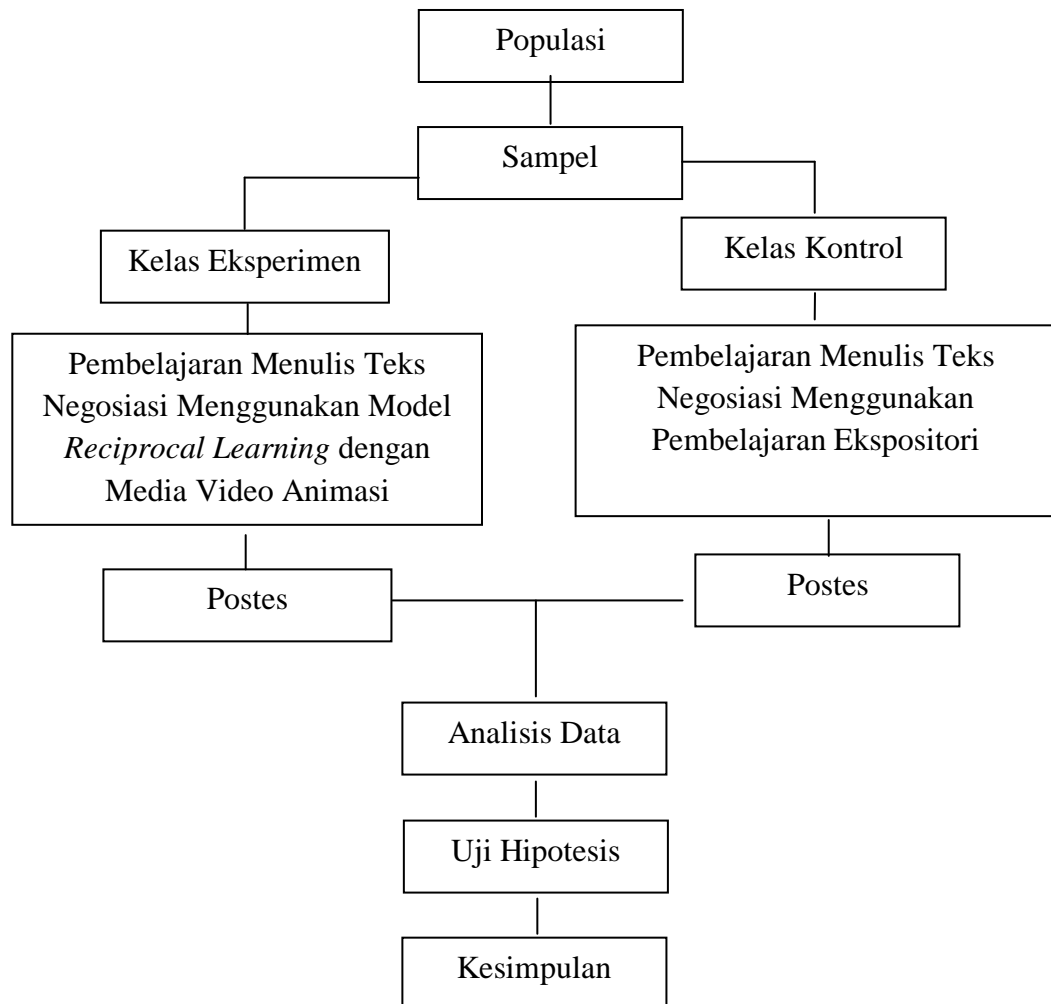 Populasi
Sampel
Kelas Eksperimen
Kelas Kontrol
Pembelajaran Menulis Teks
Negosiasi Menggunakan Model
Reciprocal Learning dengan
Media Video Animasi
Pembelajaran Menulis Teks
Negosiasi Menggunakan
Pembelajaran Ekspositori
Postes
Postes
Analisis Data
Uji Hipotesis
Kesimpulan